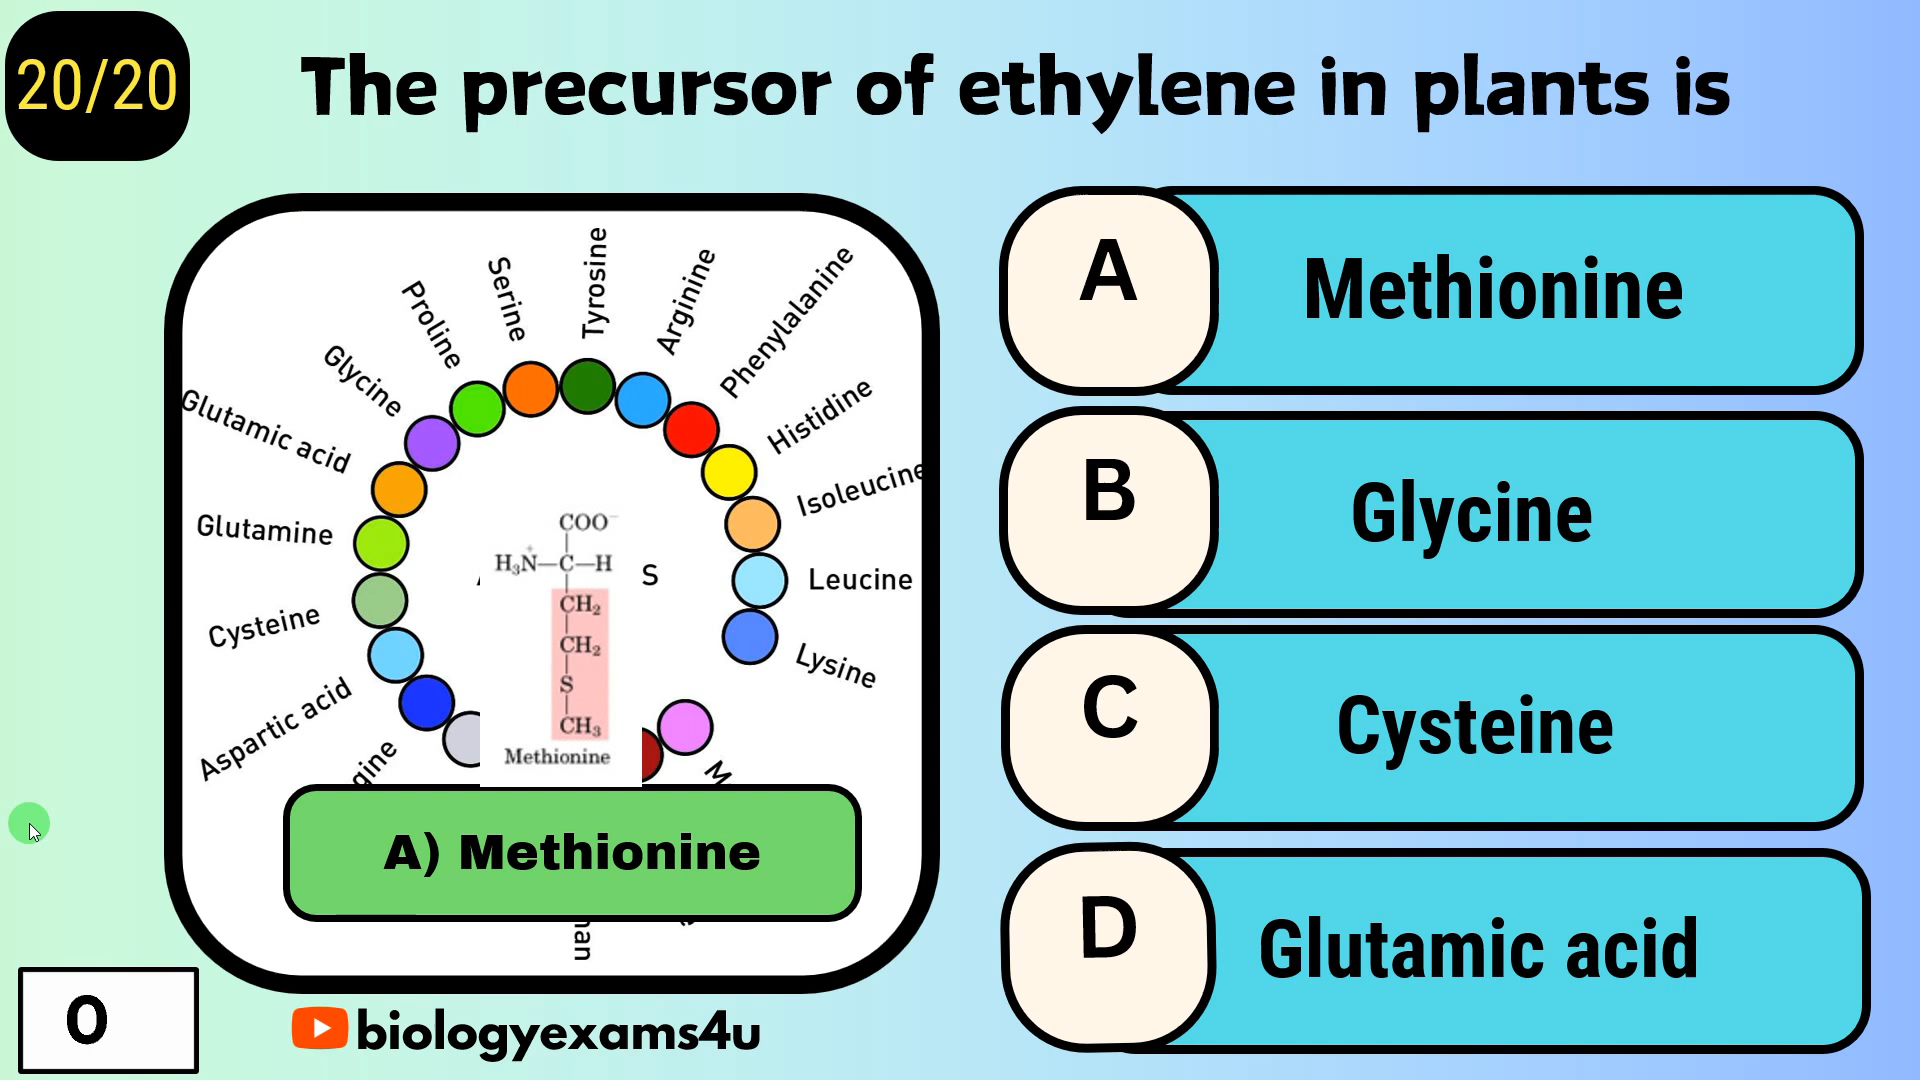 20/20
The precursor of ethylene in plants is
Serine
Tyrosine
Arginine
Proline
Phenylalanine
Glycine
Histidine
Glutamic acid
Isoleucine
Glutamine
Leucine
Cysteine
Lysine
Aspartic acid
gine
S
M
nan
COO⁻
H₃N⁺—C—H
CH₂
CH₂
S
CH₃
Methionine
A) Methionine
A
Methionine
B
Glycine
C
Cysteine
D
Glutamic acid
0
biologyexams4u